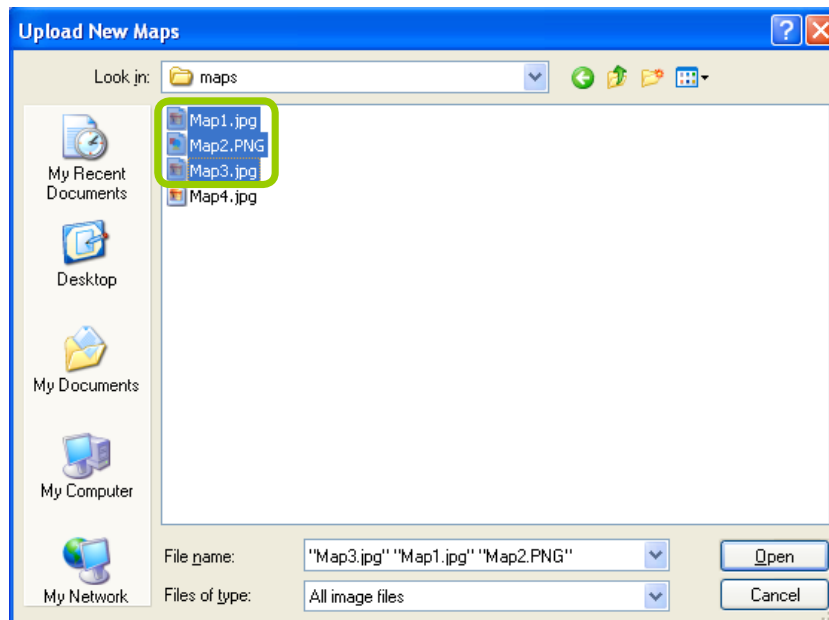 Upload New Maps
Look in: maps
Map1.jpg
Map2.PNG
Map3.jpg
Map4.jpg
My Recent
Documents
Desktop
My Documents
My Computer
My Network
File name: "Map3.jpg" "Map1.jpg" "Map2.PNG" Open
Files of type: All image files Cancel